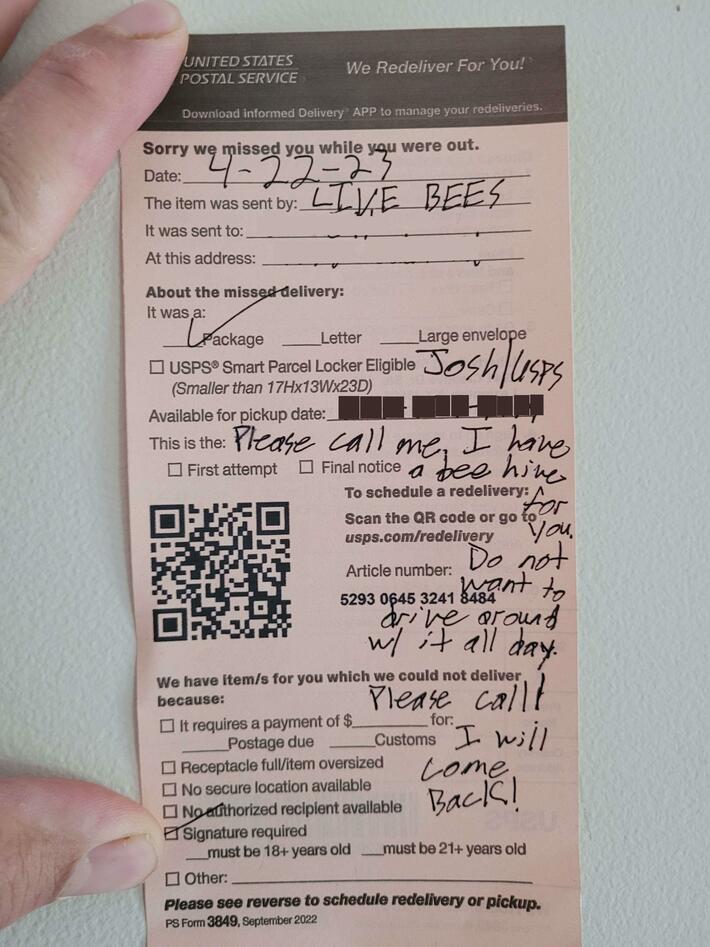 UNITED STATES
POSTAL SERVICE
We Redeliver For You!
Download Informed Delivery® APP to manage your redeliveries.
Sorry we missed you while you were out.
Date: 4-22-23
The item was sent by: LIVE BEES
It was sent to:
At this address:
About the missed delivery:
It was a:
Package Letter Large envelope
☐ USPS® Smart Parcel Locker Eligible Josh/USPS
(Smaller than 17Hx13Wx23D)
Available for pickup date:
This is the: Please call me, I have
☐ First attempt ☐ Final notice a bee hive
To schedule a redelivery: for
Scan the QR code or go to you.
usps.com/redelivery
Do not
Article number: want to
5293 0645 3241 8484
drive around
w/ it all day.
We have item/s for you which we could not deliver
because: Please call!
☐ It requires a payment of $ for:
Postage due Customs I will
☐ Receptacle full/item oversized come
☐ No secure location available Back!
☐ No authorized recipient available
☐ Signature required
must be 18+ years old must be 21+ years old
☐ Other:
Please see reverse to schedule redelivery or pickup.
PS Form 3849, September 2022